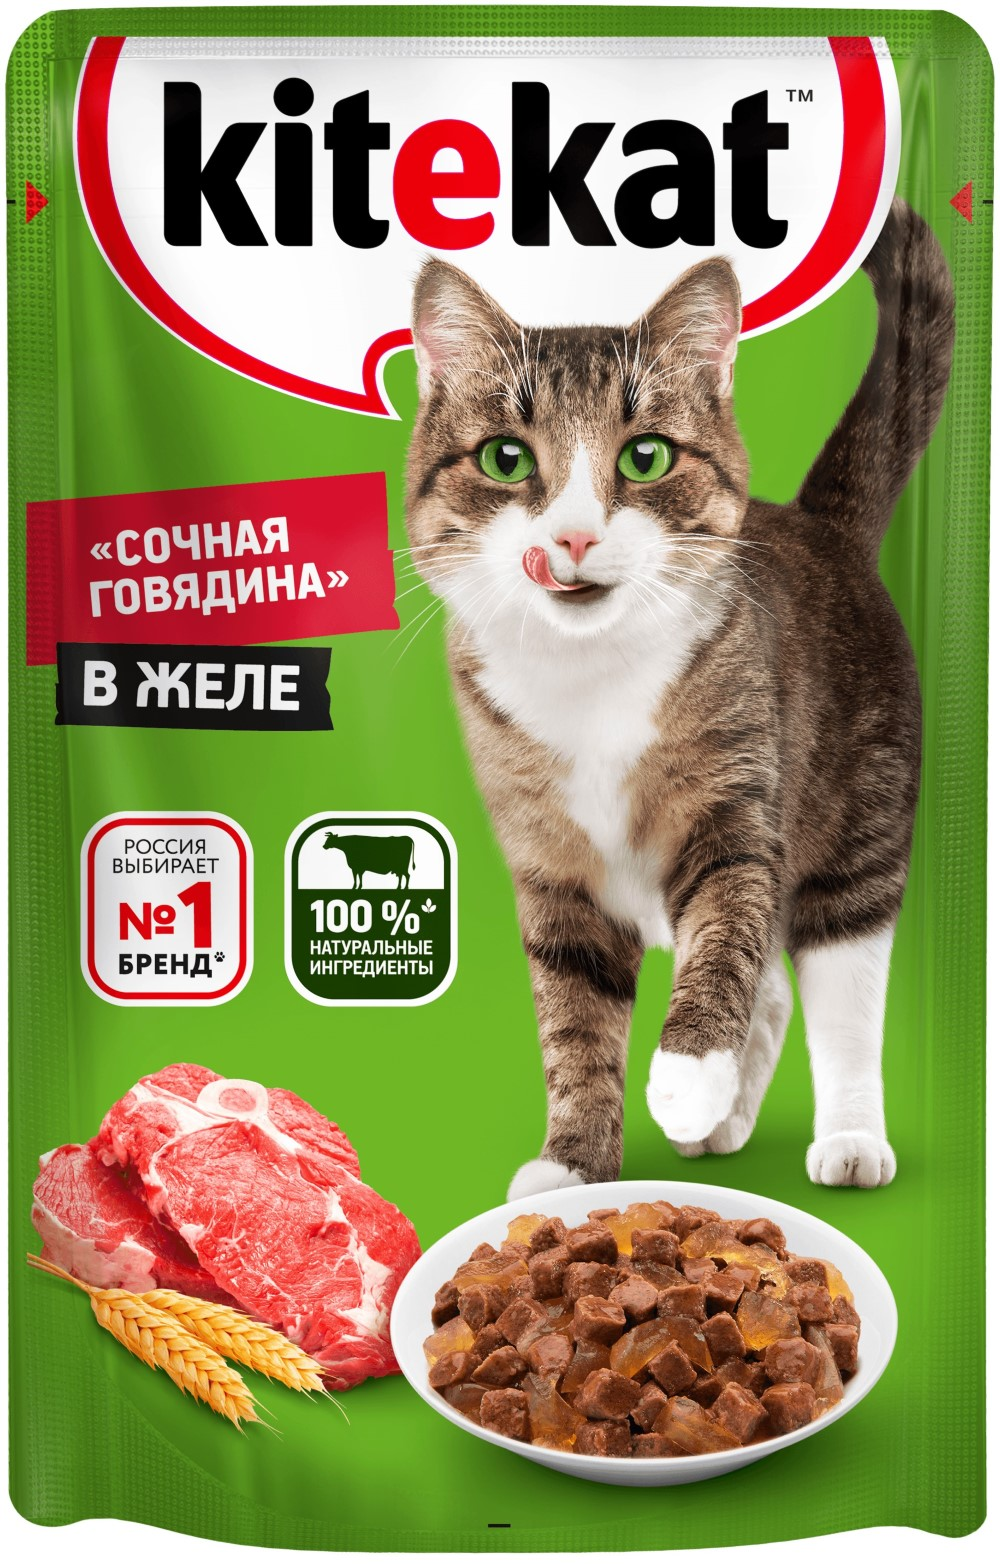 kitekat™
«СОЧНАЯ
ГОВЯДИНА»
В ЖЕЛЕ
РОССИЯ
ВЫБИРАЕТ
№1
БРЕНД
100 %
НАТУРАЛЬНЫЕ
ИНГРЕДИЕНТЫ